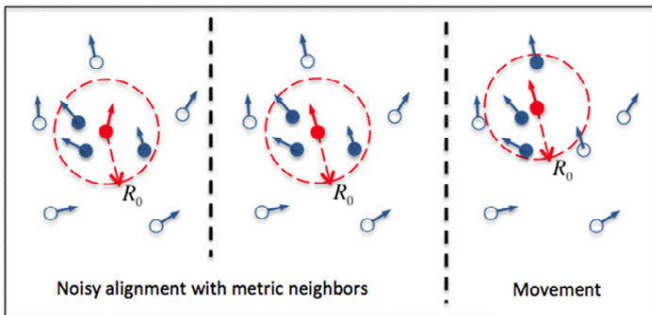 R₀
R₀
R₀
Noisy alignment with metric neighbors
Movement